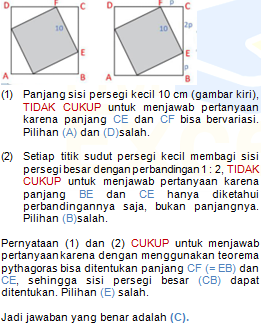 D F C D F p C
10 10 2p
E E
p
A B A B
(1) Panjang sisi persegi kecil 10 cm (gambar kiri),
TIDAK CUKUP untuk menjawab pertanyaan
karena panjang CE dan CF bisa bervariasi.
Pilihan (A) dan (D)salah.
(2) Setiap titik sudut persegi kecil membagi sisi
persegi besar dengan perbandingan 1 : 2, TIDAK
CUKUP untuk menjawab pertanyaan karena
panjang BE dan CE hanya diketahui
perbandingannya saja, bukan panjangnya.
Pilihan (B)salah.
Pernyataan (1) dan (2) CUKUP untuk menjawab
pertanyaan karena dengan menggunakan teorema
pythagoras bisa ditentukan panjang CF (= EB) dan
CE, sehingga sisi persegi besar (CB) dapat
ditentukan. Pilihan (E) salah.
Jadi jawaban yang benar adalah (C).